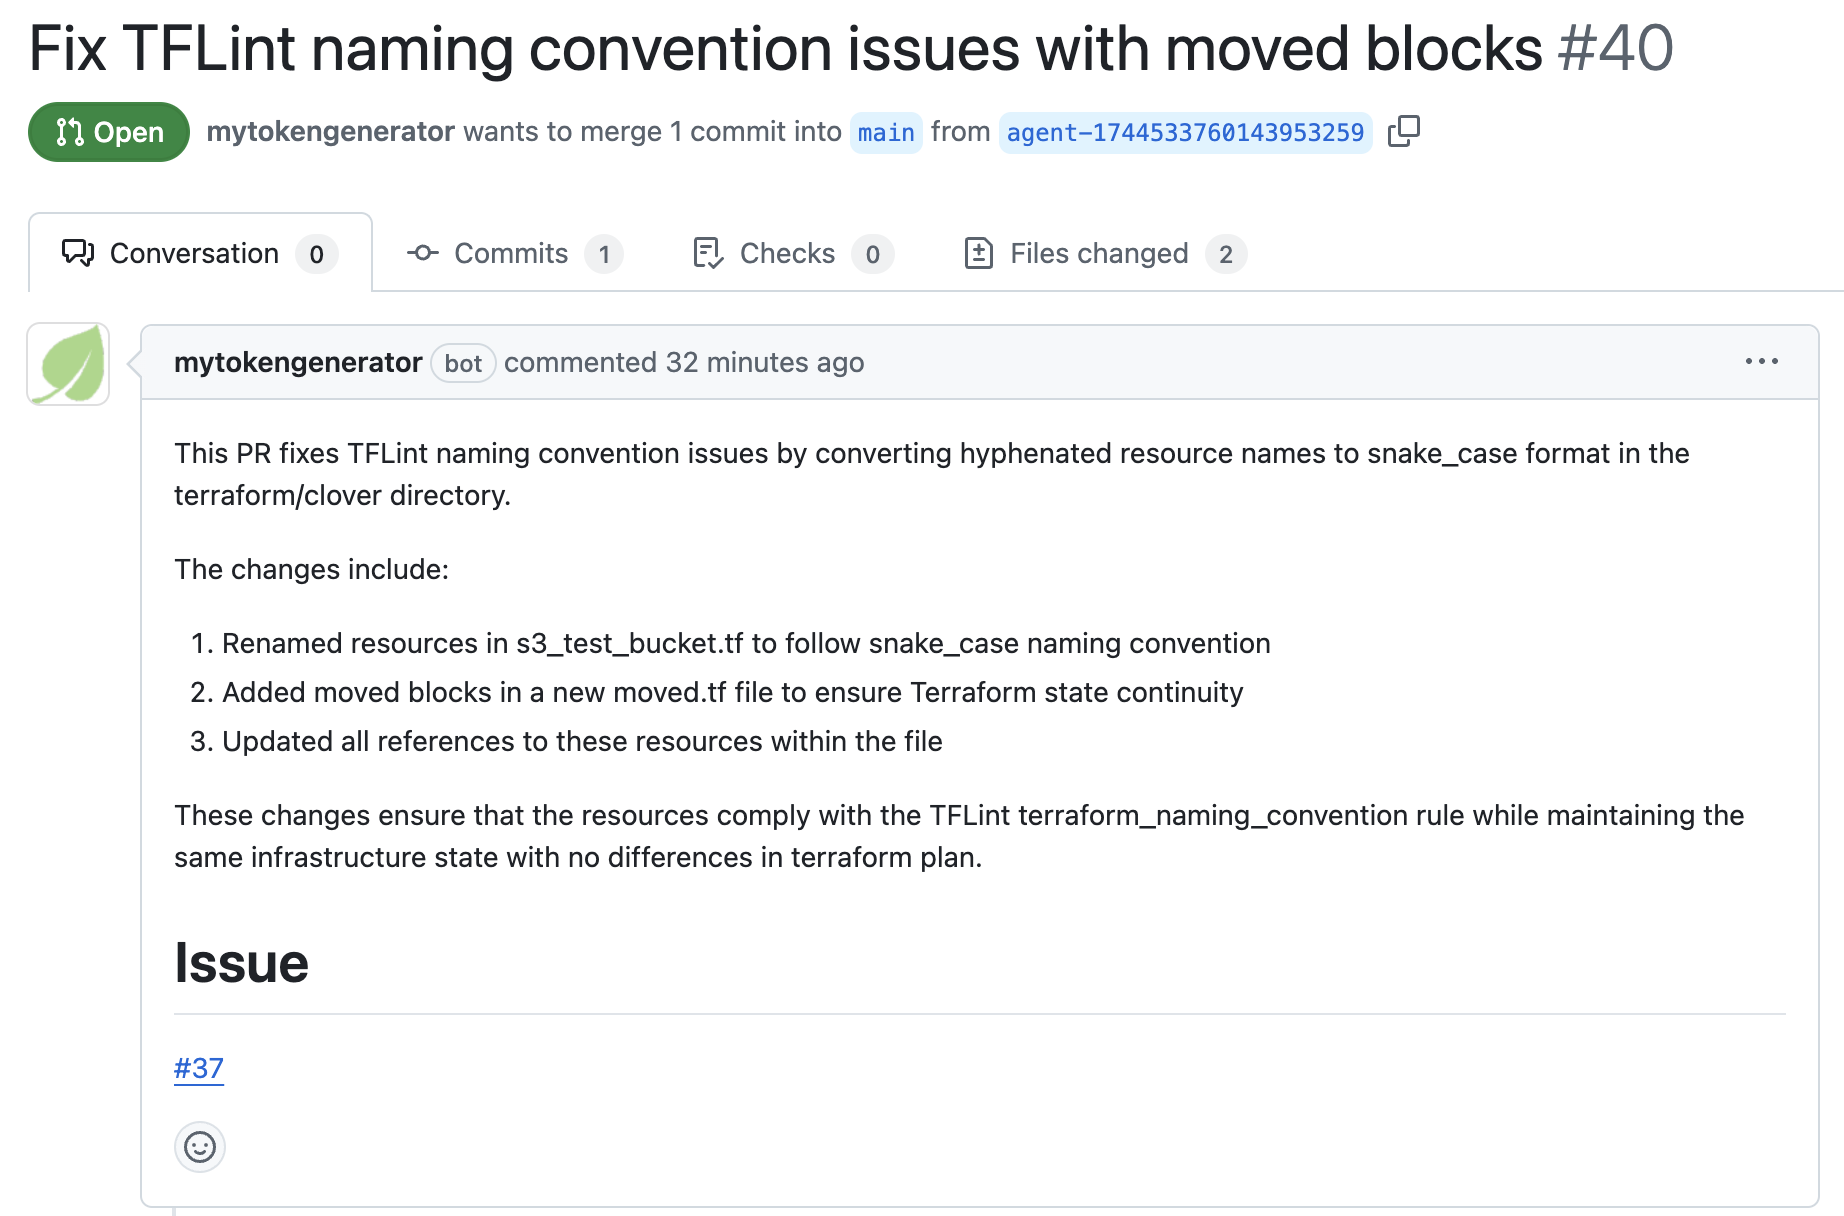 Fix TFLint naming convention issues with moved blocks #40
Open mytokengenerator wants to merge 1 commit into main from agent-1744533760143953259
Conversation 0 Commits 1 Checks 0 Files changed 2
mytokengenerator bot commented 32 minutes ago
This PR fixes TFLint naming convention issues by converting hyphenated resource names to snake_case format in the
terraform/clover directory.
The changes include:
1. Renamed resources in s3_test_bucket.tf to follow snake_case naming convention
2. Added moved blocks in a new moved.tf file to ensure Terraform state continuity
3. Updated all references to these resources within the file
These changes ensure that the resources comply with the TFLint terraform_naming_convention rule while maintaining the
same infrastructure state with no differences in terraform plan.
Issue
#37